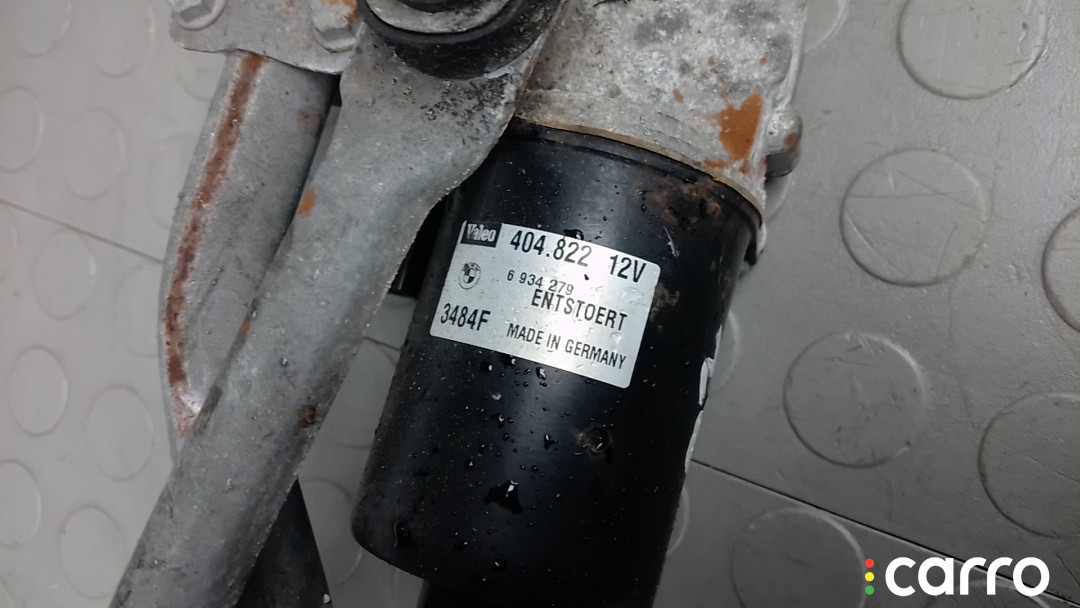 Valeo 404.822 12V
6 934 279
ENTSTOERT
3484F MADE IN GERMANY
carro